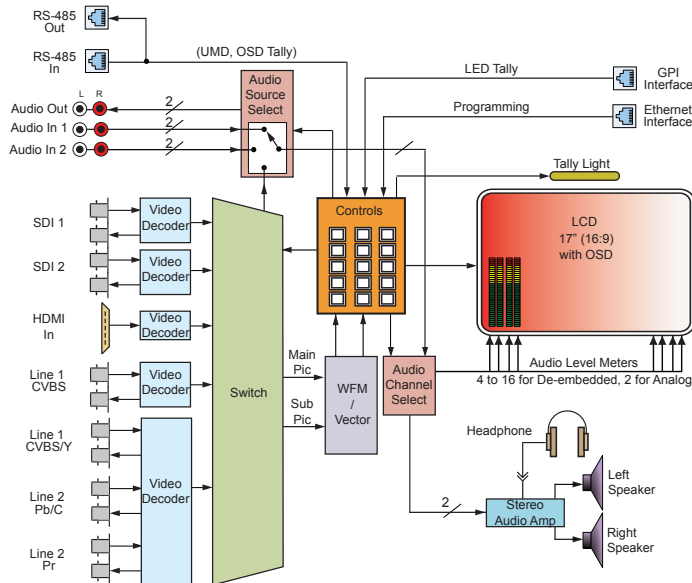 RS-485
Out
RS-485
In
(UMD, OSD Tally)
LED Tally
GPI
Interface
Programming
Ethernet
Interface
L R
Audio Out
2
Audio In 1
2
Audio In 2
2
Audio
Source
Select
Tally Light
Controls
LCD
17” (16:9)
with OSD
SDI 1
Video
Decoder
SDI 2
Video
Decoder
HDMI
In
Video
Decoder
Line 1
CVBS
Video
Decoder
Line 1
CVBS/Y
Line 2
Pb/C
Video
Decoder
Line 2
Pr
Switch
Main
Pic
Sub
Pic
WFM
/
Vector
Audio
Channel
Select
Audio Level Meters
4 to 16 for De-embedded, 2 for Analog
Headphone
2
Stereo
Audio Amp
Left
Speaker
Right
Speaker